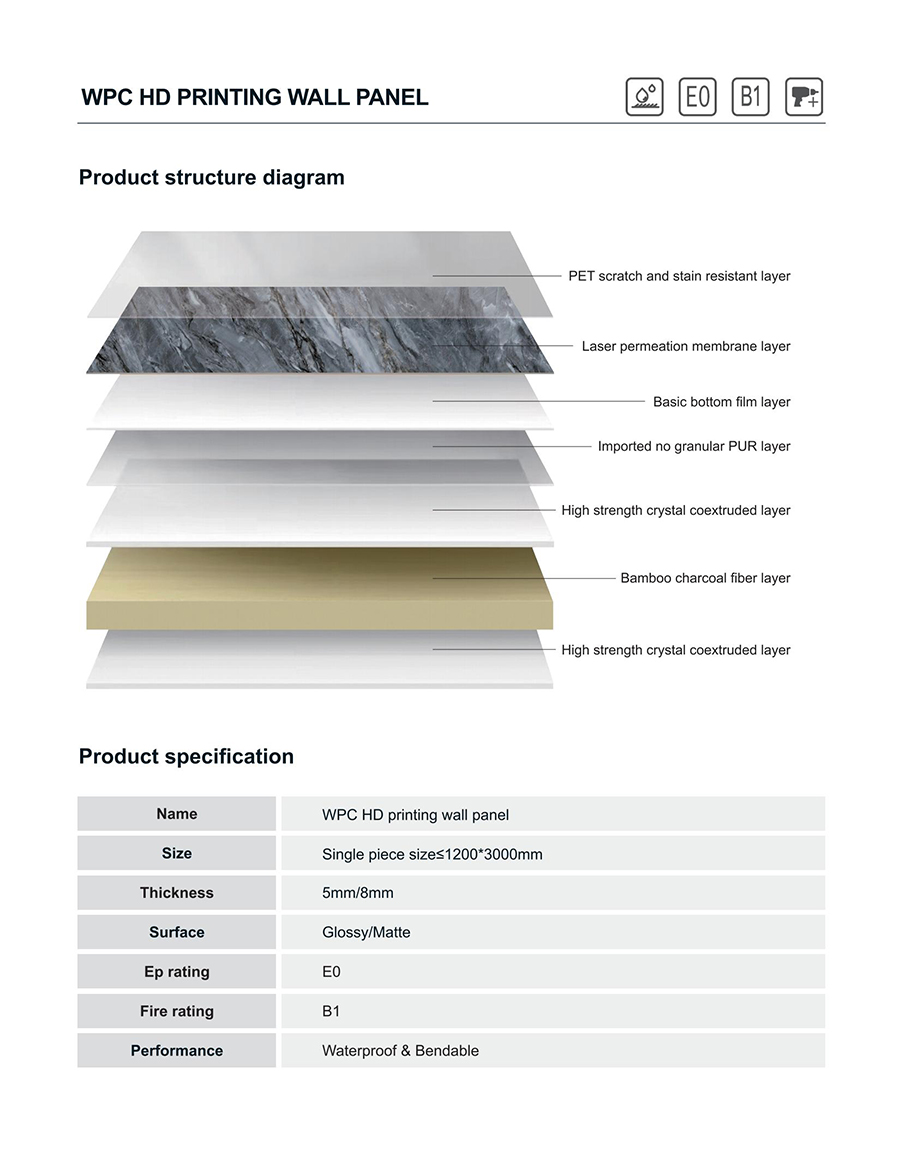 WPC HD PRINTING WALL PANEL
E0
B1
Product structure diagram
PET scratch and stain resistant layer
Laser permeation membrane layer
Basic bottom film layer
Imported no granular PUR layer
High strength crystal coextruded layer
Bamboo charcoal fiber layer
High strength crystal coextruded layer
Product specification
Name WPC HD printing wall panel
Size Single piece size≤1200*3000mm
Thickness 5mm/8mm
Surface Glossy/Matte
Ep rating E0
Fire rating B1
Performance Waterproof & Bendable